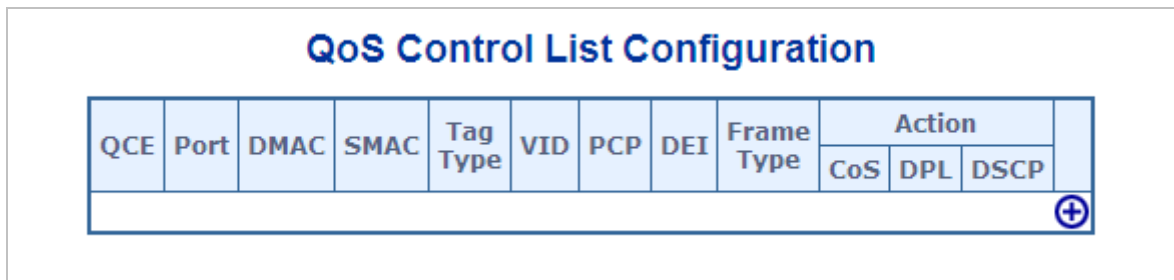 QoS Control List Configuration
QCE Port DMAC SMAC Tag Type VID PCP DEI Frame Type Action
CoS DPL DSCP